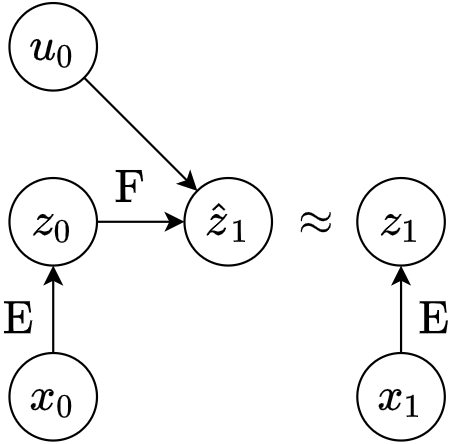 u₀
F
z₀ ẑ₁ ≈ z₁
E E
x₀ x₁